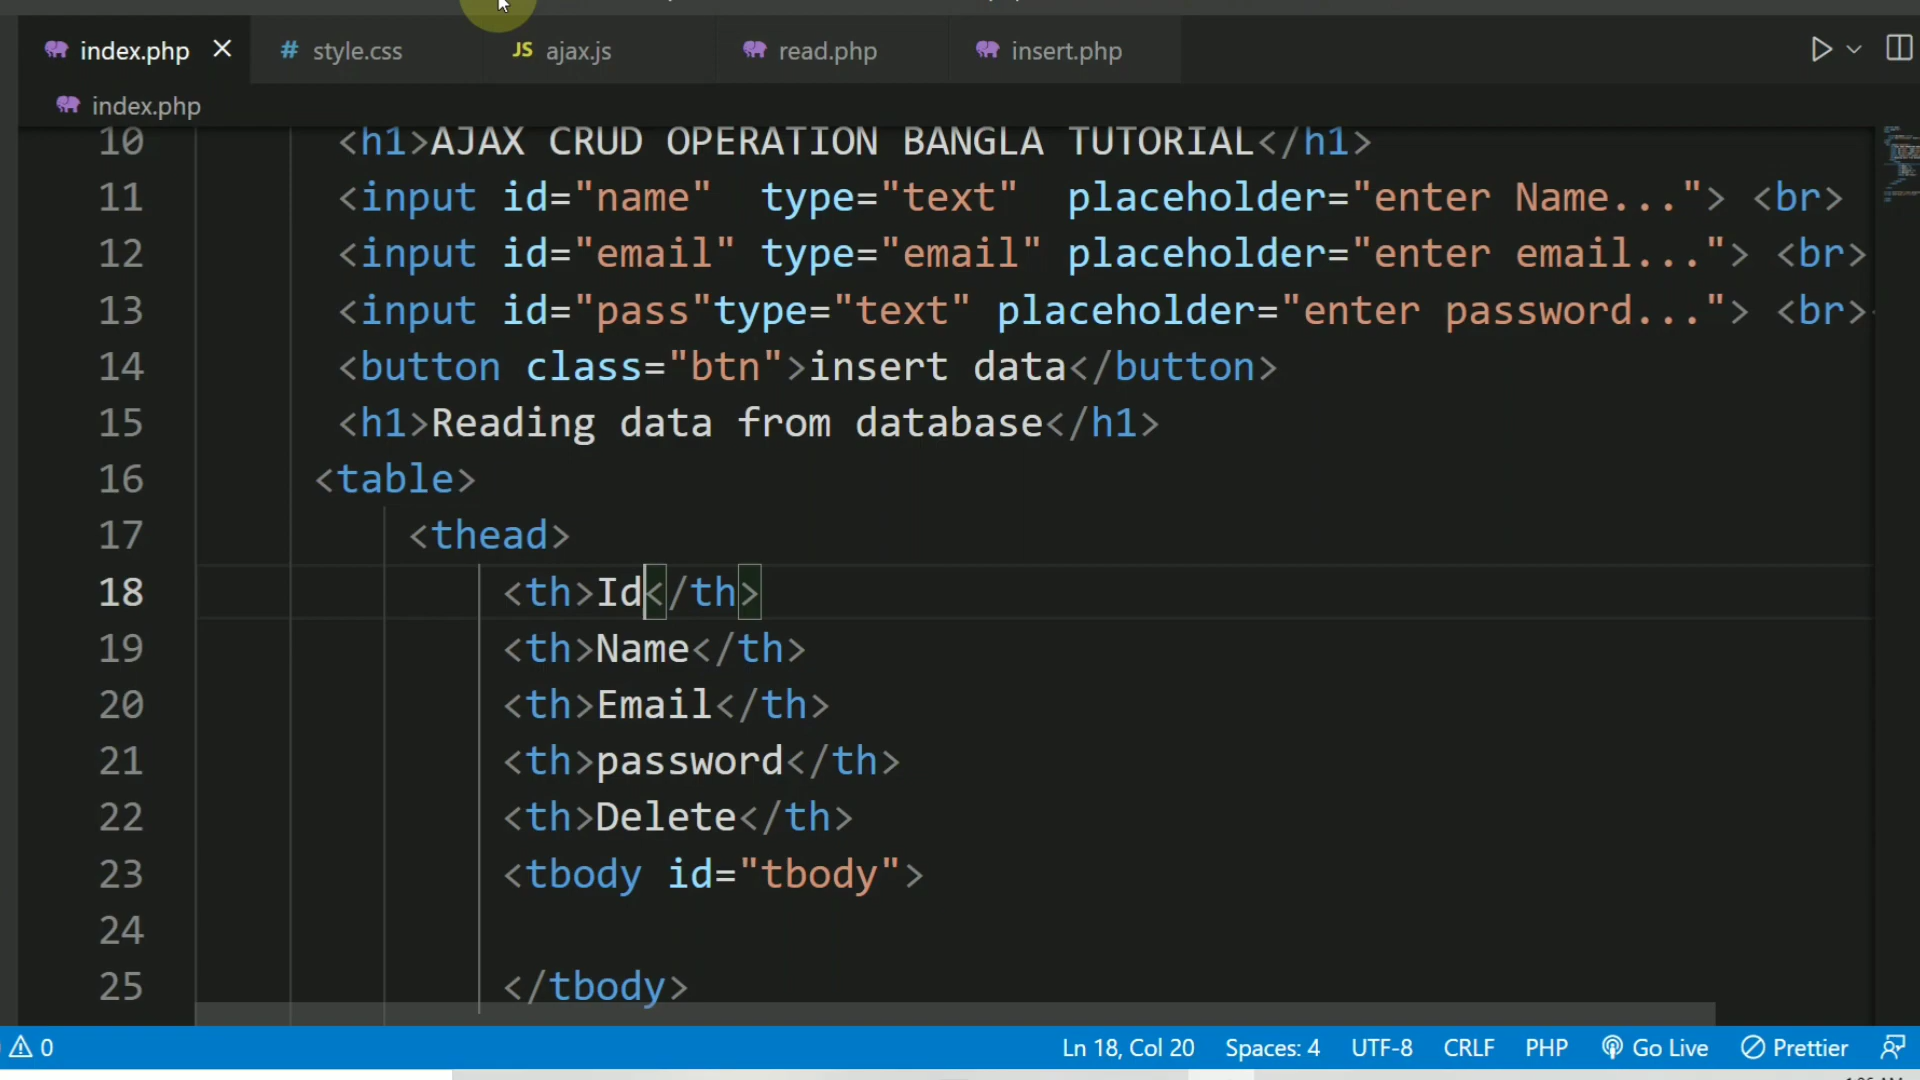 index.php
style.css
JS ajax.js
read.php
insert.php
index.php
10 <h1>AJAX CRUD OPERATION BANGLA TUTORIAL</h1>
11 <input id="name"  type="text"  placeholder="enter Name..."> <br>
12 <input id="email" type="email" placeholder="enter email..."> <br>
13 <input id="pass"type="text" placeholder="enter password..."> <br>
14 <button class="btn">insert data</button>
15 <h1>Reading data from database</h1>
16 <table>
17 <thead>
18 <th>Id</th>
19 <th>Name</th>
20 <th>Email</th>
21 <th>password</th>
22 <th>Delete</th>
23 <tbody id="tbody">
24
25 </tbody>
0 Ln 18, Col 20 Spaces: 4 UTF-8 CRLF PHP Go Live Prettier